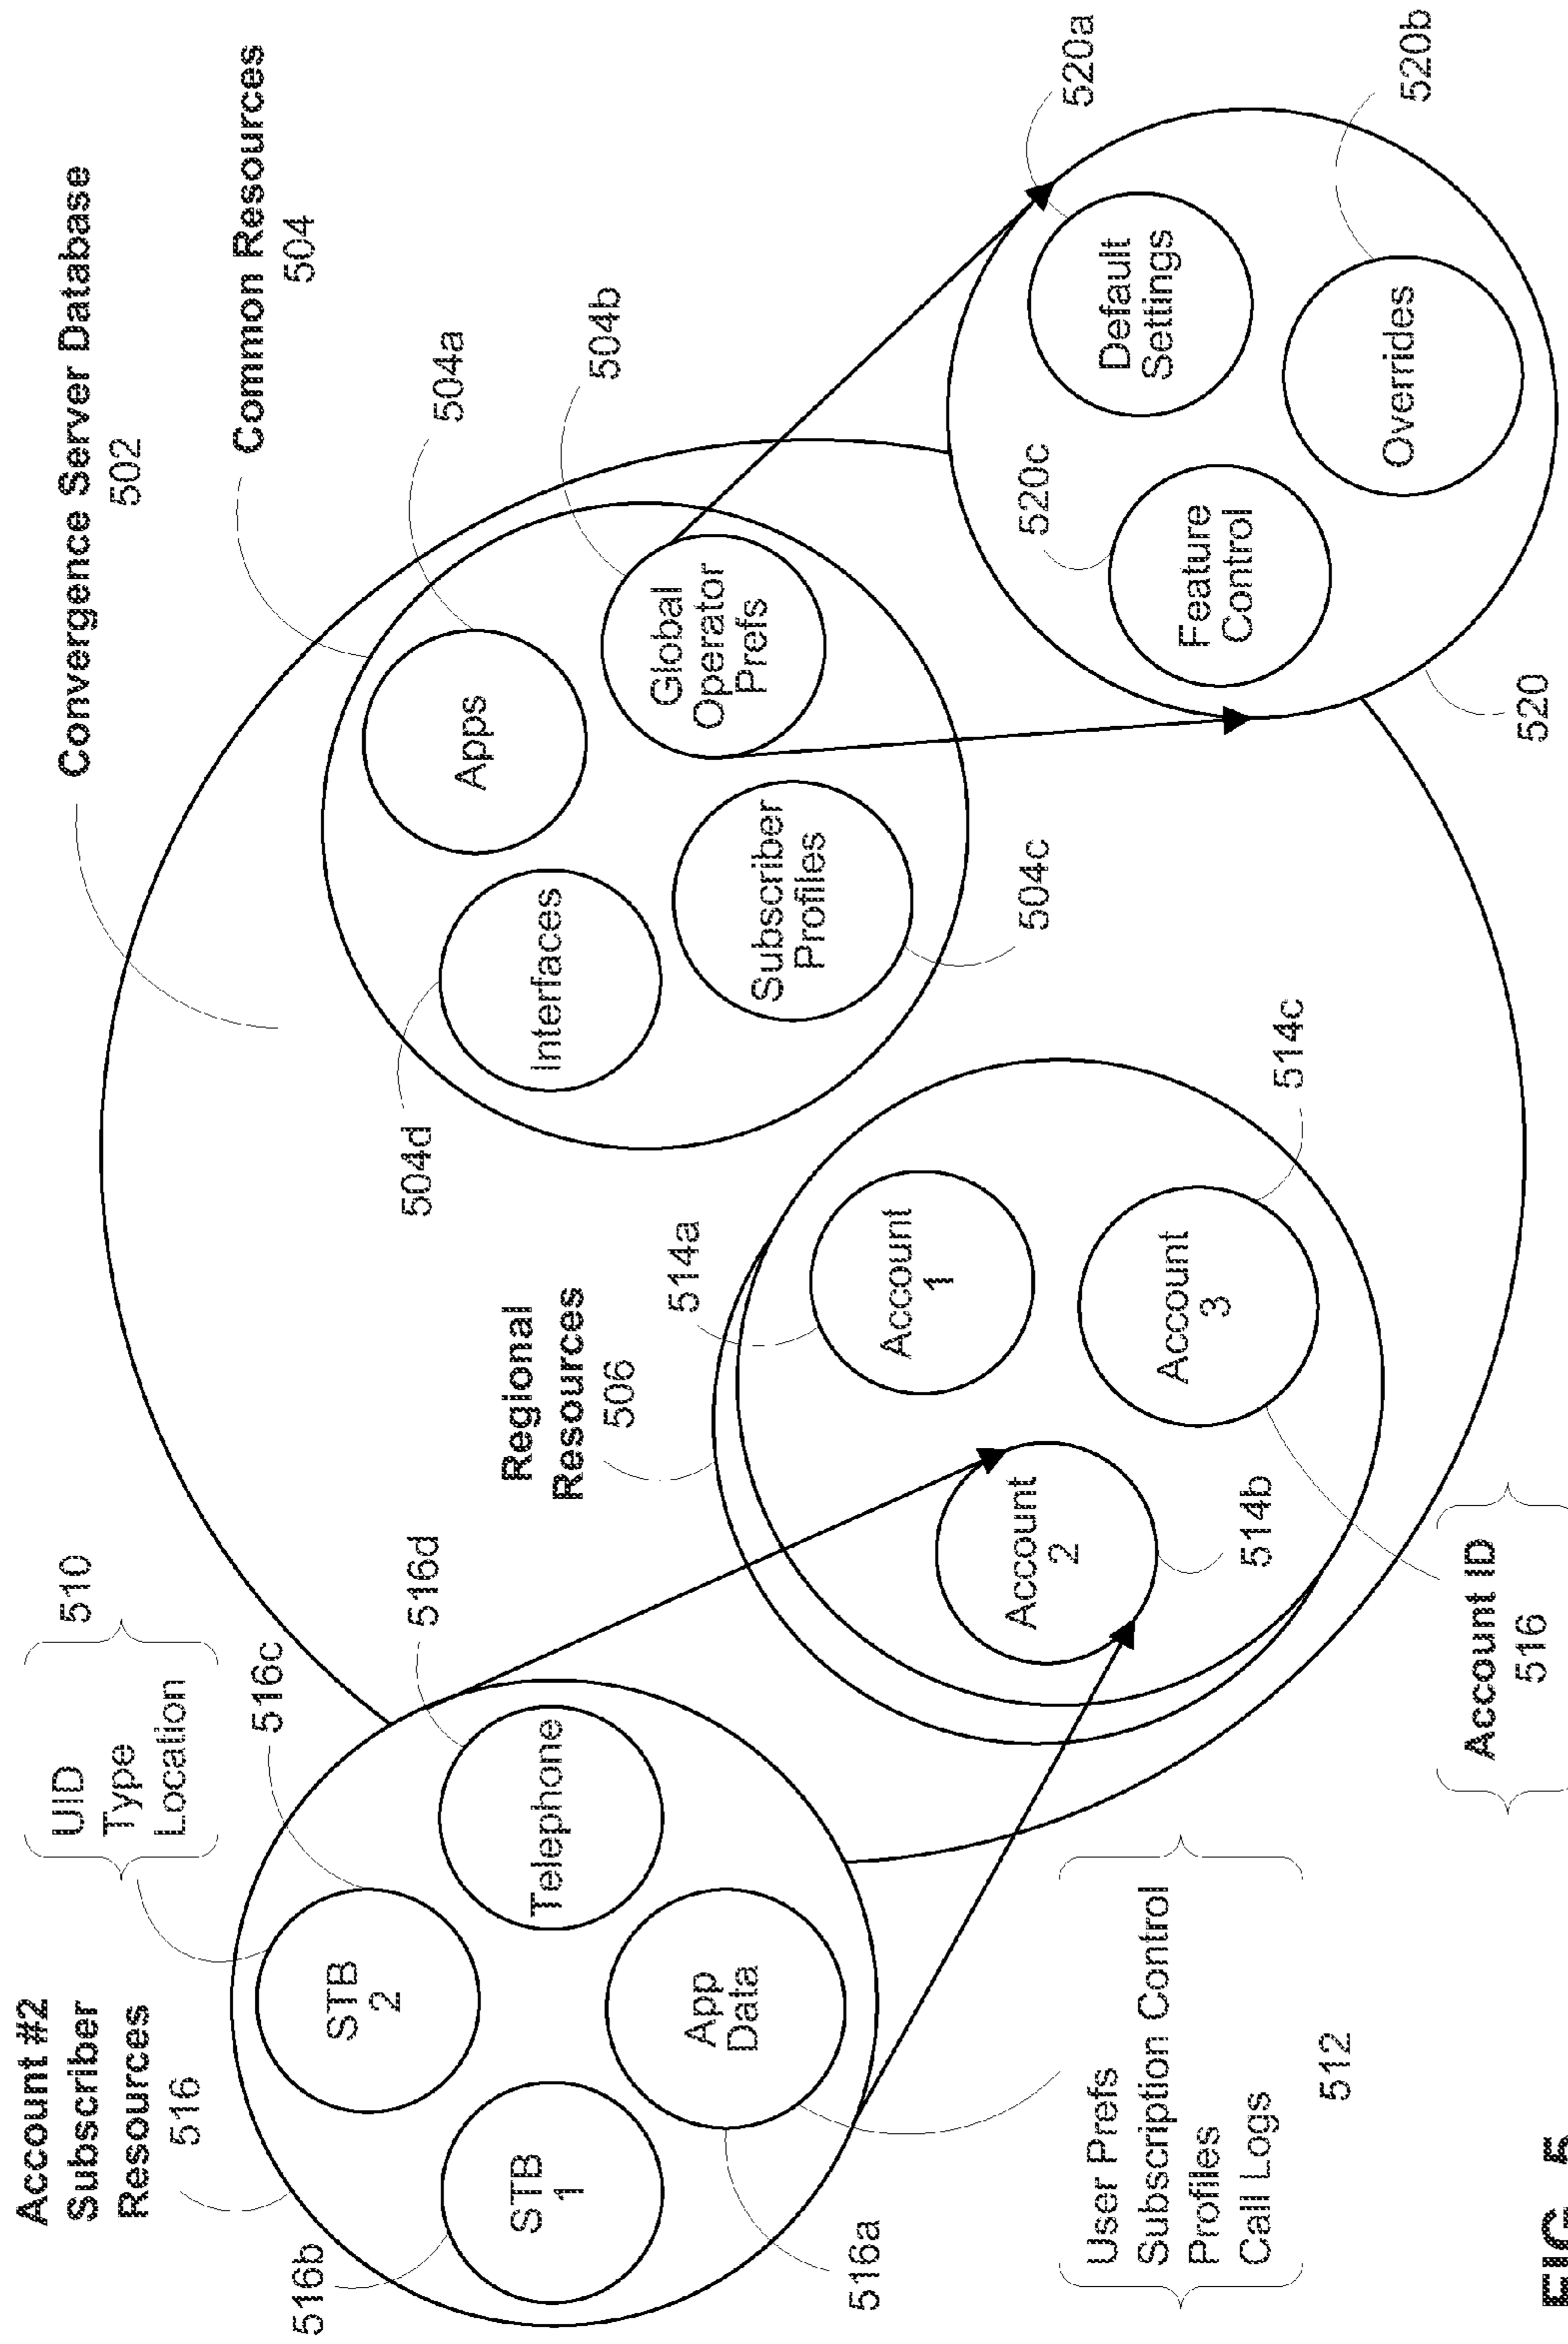 Convergence Server Database
502
Common Resources
504
504a
504b
504c
504d
Apps
Global
Operator
Prefs
Interfaces
Subscriber
Profiles
520a
520b
520c
520
Default
Settings
Feature
Control
Overrides
Regional
Resources
506
514a
514b
514c
Account
1
Account
2
Account
3
Account ID
516
Account #2
Subscriber
Resources
516
UID
Type
Location
510
516c
516d
516b
516a
STB
2
Telephone
STB
1
App
Data
User Prefs
Subscription Control
Profiles
Call Logs
512
FIG. 5